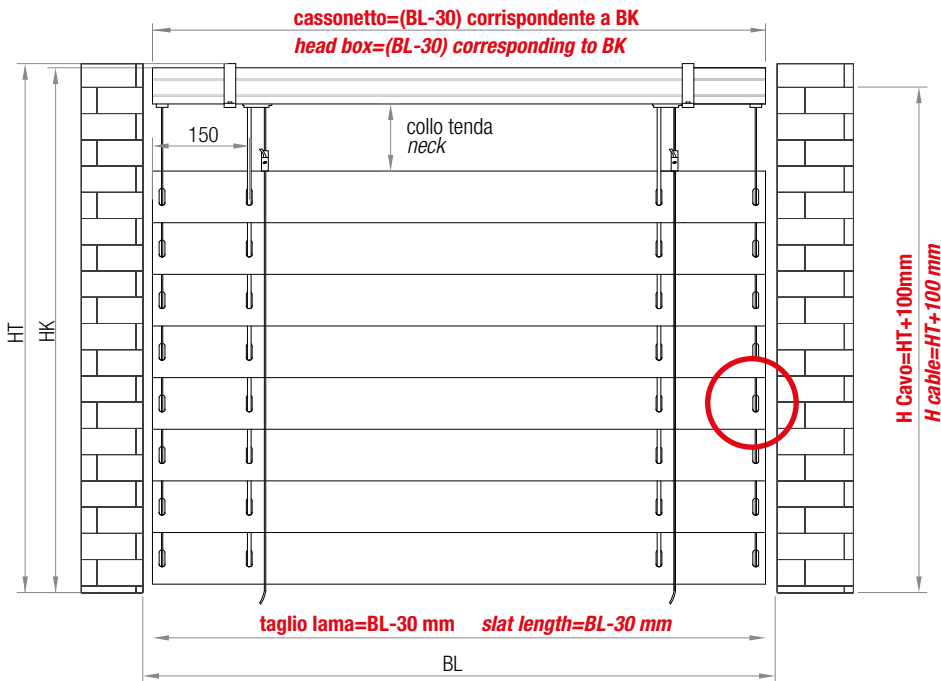 cassonetto=(BL-30) corrispondente a BK
head box=(BL-30) corresponding to BK
150
collo tenda
neck
HT
HK
H Cavo=HT+100mm
H cable=HT+100 mm
taglio lama=BL-30 mm slat length=BL-30 mm
BL